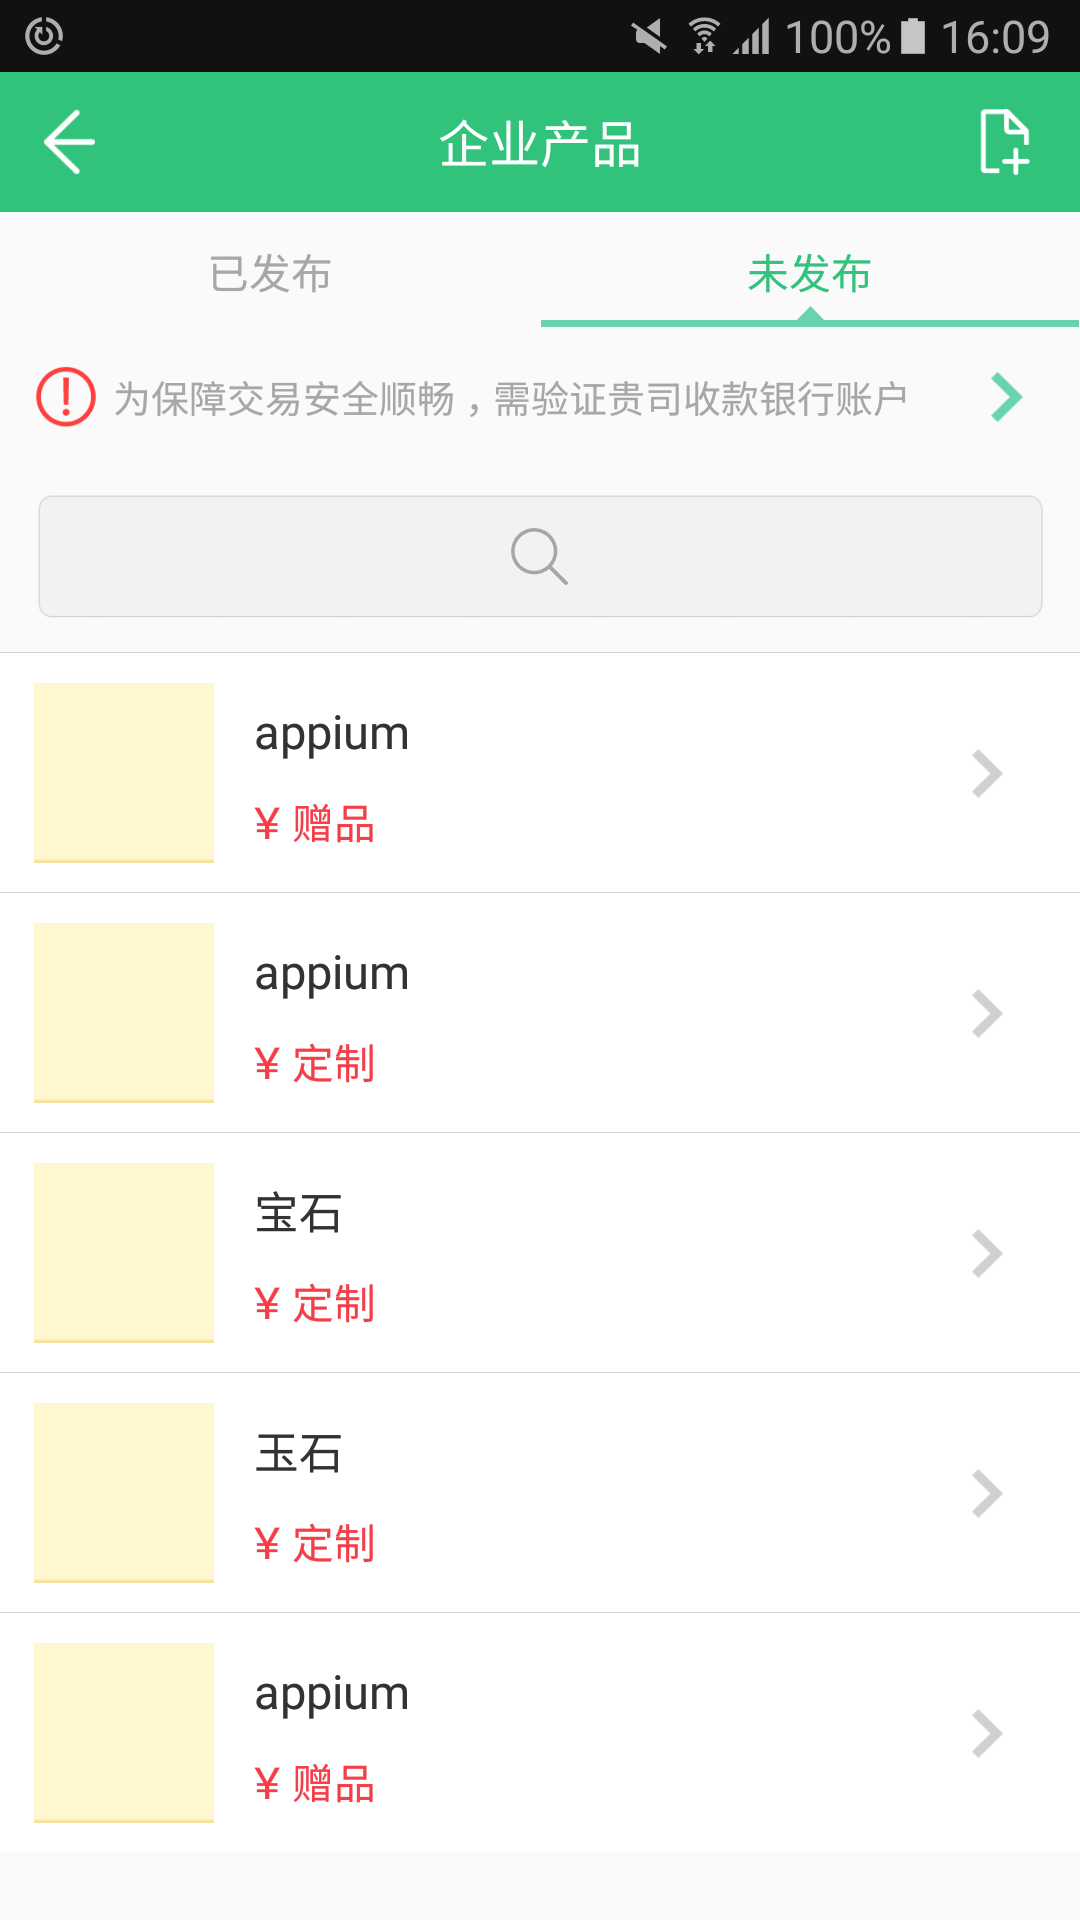 100% 16:09
企业产品
已发布 未发布
为保障交易安全顺畅，需验证贵司收款银行账户
appium
¥ 赠品
appium
¥ 定制
宝石
¥ 定制
玉石
¥ 定制
appium
¥ 赠品